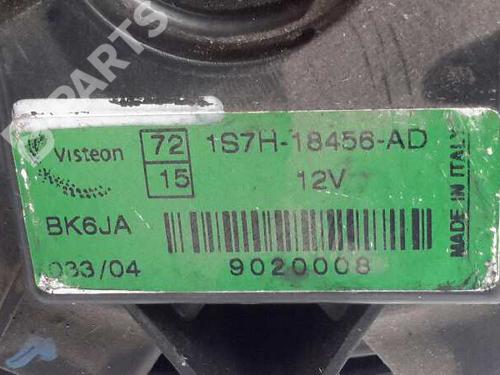 B-PARTS
Visteon
72
15
1S7H-18456-AD
12V
MADE IN ITALY
BK6JA
033/04
9020008